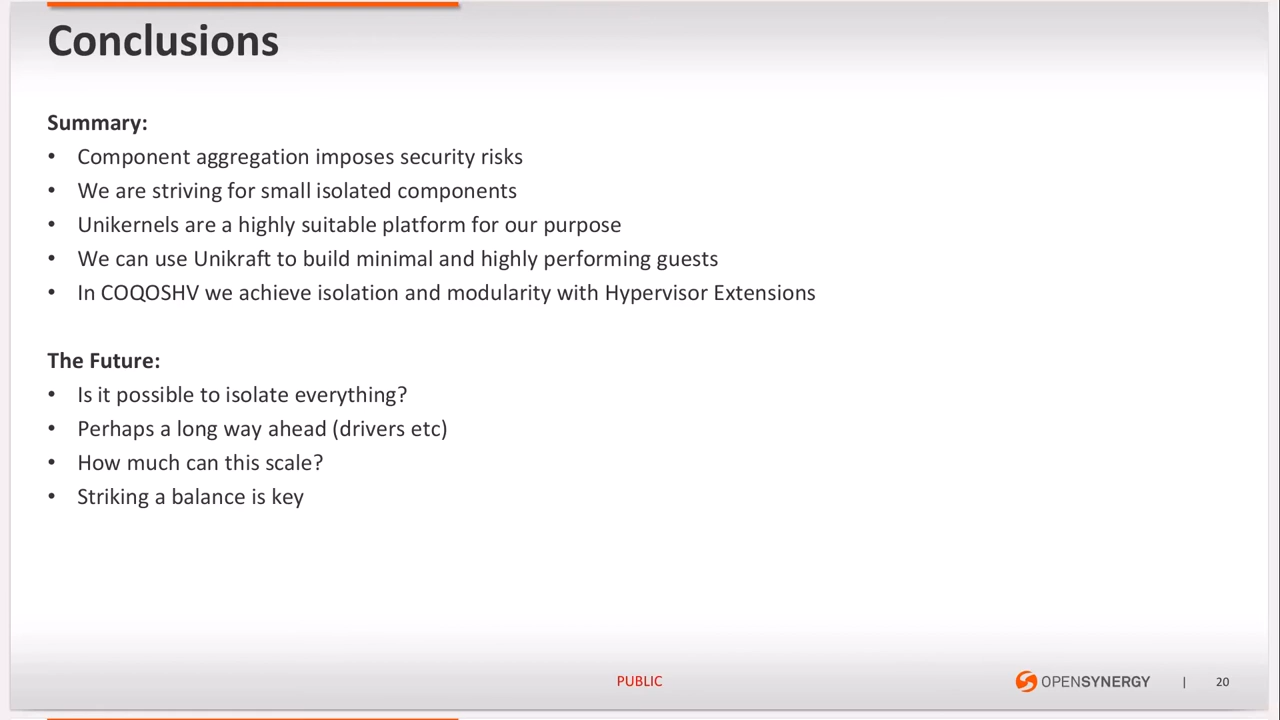 Conclusions
Summary:
• Component aggregation imposes security risks
• We are striving for small isolated components
• Unikernels are a highly suitable platform for our purpose
• We can use Unikraft to build minimal and highly performing guests
• In COQOSHV we achieve isolation and modularity with Hypervisor Extensions
The Future:
• Is it possible to isolate everything?
• Perhaps a long way ahead (drivers etc)
• How much can this scale?
• Striking a balance is key
PUBLIC
OPENSYNERGY | 20